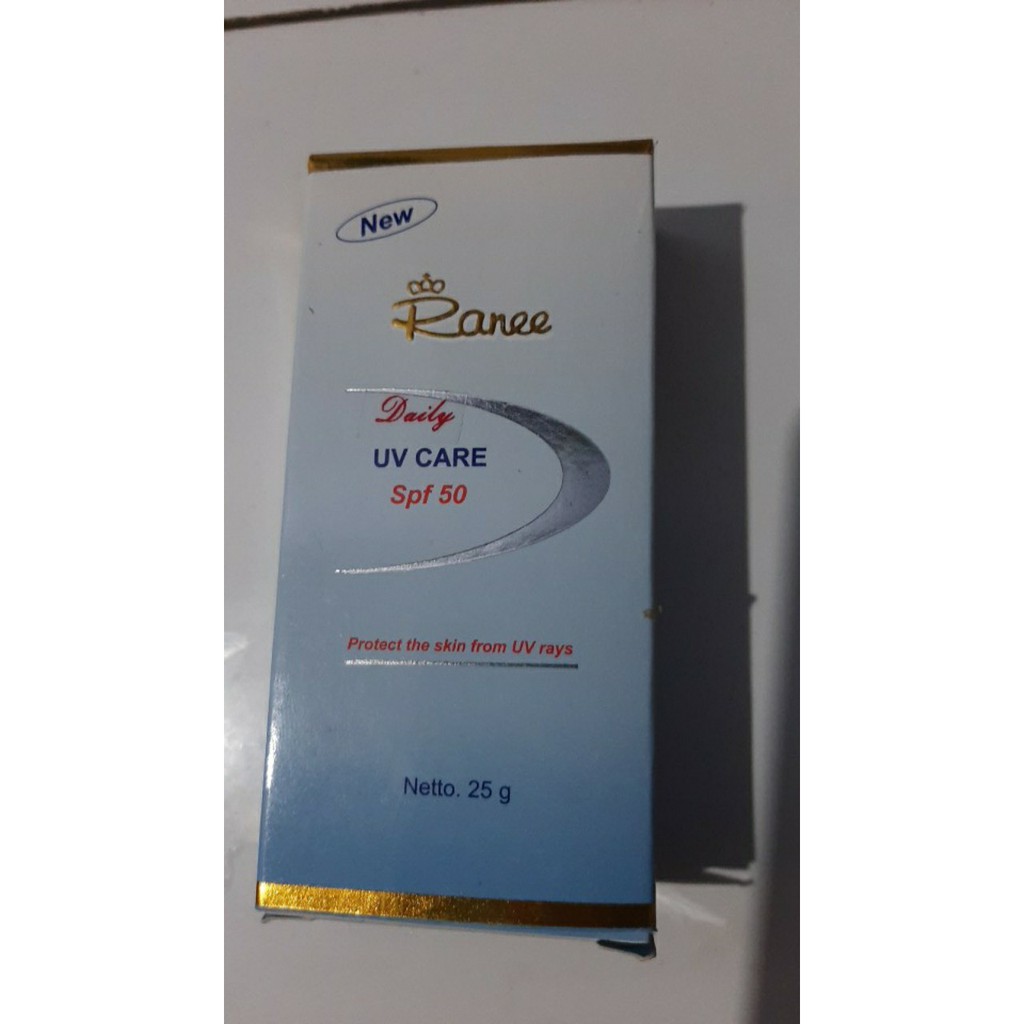 New
Ranee
Daily
UV CARE
Spf 50
Protect the skin from UV rays
Netto. 25 g